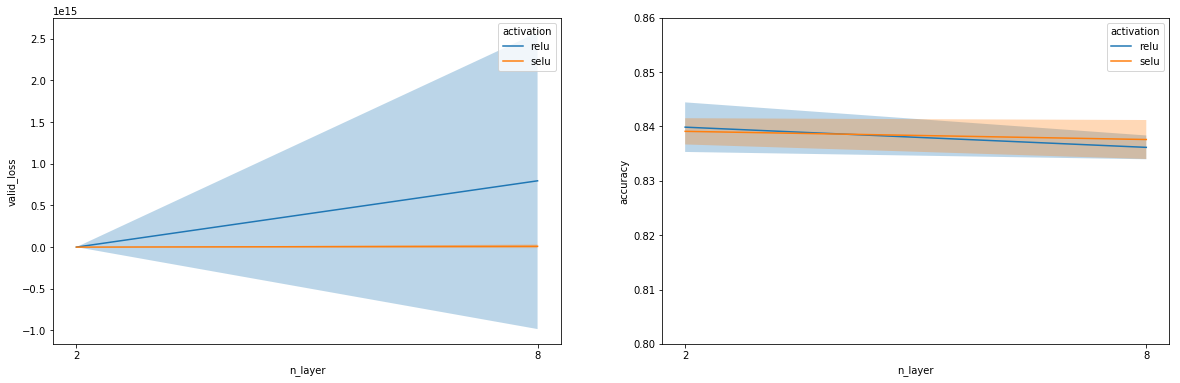 1e15
2.5
2.0
1.5
1.0
0.5
0.0
−0.5
−1.0
valid_loss
2
8
n_layer
activation
relu
selu
0.86
0.85
0.84
0.83
0.82
0.81
0.80
accuracy
2
8
n_layer
activation
relu
selu